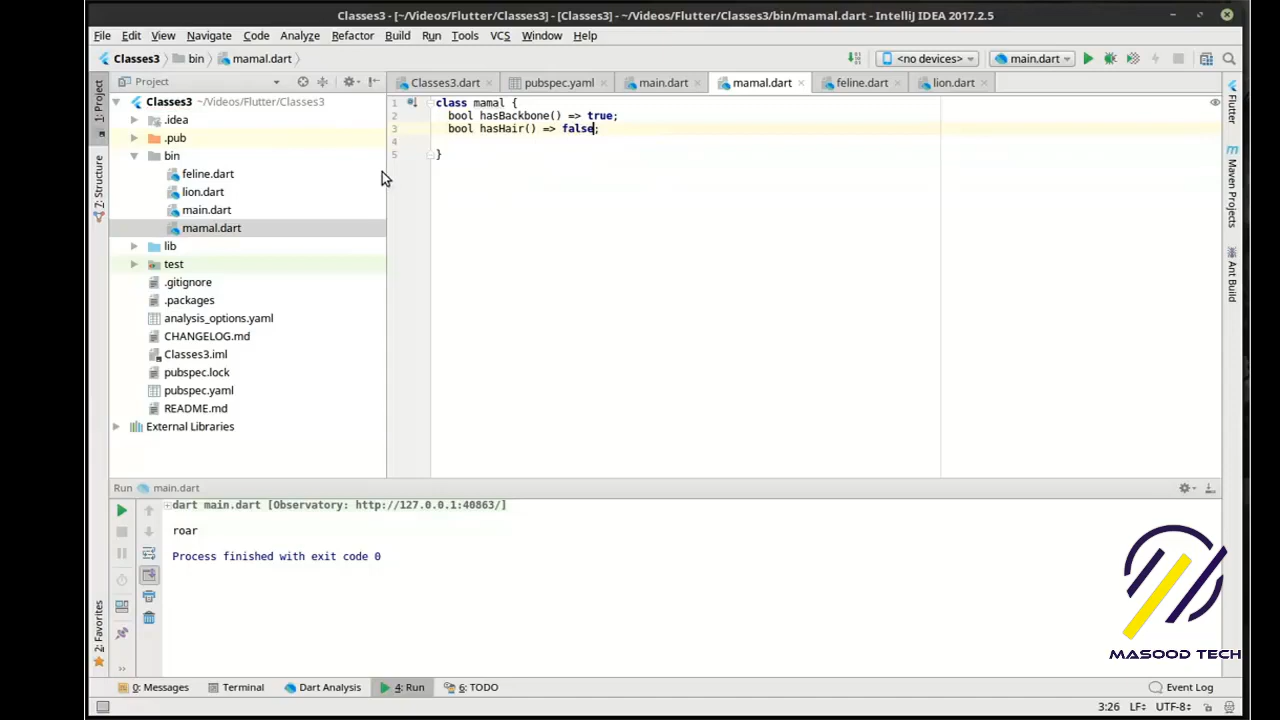 Classes3 - [~/Videos/Flutter/Classes3] - [Classes3] - ~/Videos/Flutter/Classes3/bin/mamal.dart - IntelliJ IDEA 2017.2.5
File Edit View Navigate Code Analyze Refactor Build Run Tools VCS Window Help
Classes3 bin mamal.dart <no devices> main.dart
1: Project
Project
Classes3.dart pubspec.yaml main.dart mamal.dart feline.dart lion.dart
Classes3 ~/Videos/Flutter/Classes3
.idea
.pub
bin
feline.dart
lion.dart
main.dart
mamal.dart
lib
test
.gitignore
.packages
analysis_options.yaml
CHANGELOG.md
Classes3.iml
pubspec.lock
pubspec.yaml
README.md
External Libraries
1 class mamal {
2 bool hasBackbone() => true;
3 bool hasHair() => false;
4
5 }
7: Structure
Flutter
Maven Projects
Ant Build
Run main.dart
dart main.dart [Observatory: http://127.0.0.1:40863/]
roar
Process finished with exit code 0
2: Favorites
MASOOD TECH
0: Messages Terminal Dart Analysis 4: Run 6: TODO Event Log
3:26 LF÷ UTF-8÷